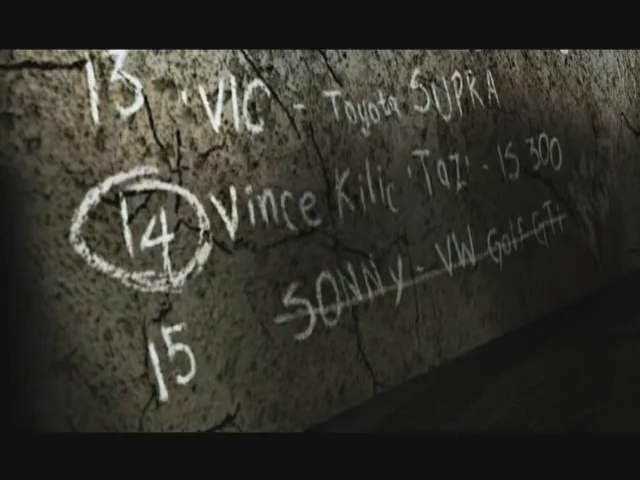 13 'VIC' - Toyota SUPRA
14 Vince Kilic 'Taz' - IS 300
SONNY - VW Golf GTi
15